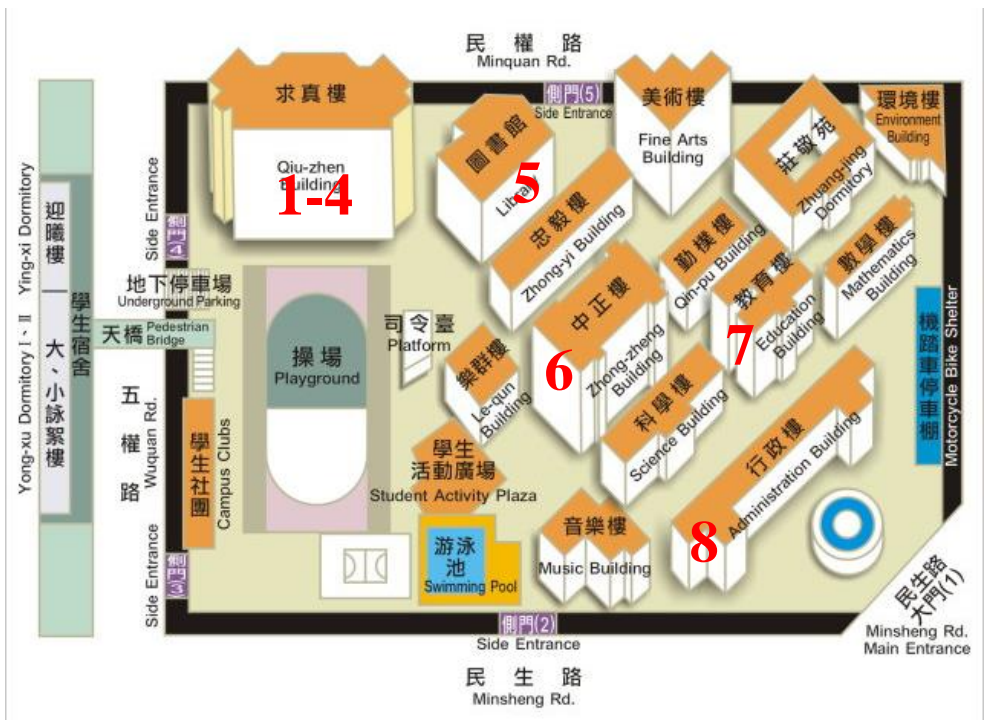 民 權 路
Minquan Rd.
求真樓
Qiu-zhen
Building
1-4
側門(5)
Side Entrance
圖書館
Library
5
美術樓
Fine Arts
Building
莊敬苑
Zhuang-jing
Dormitory
環境樓
Environment
Building
忠毅樓
Zhong-yi Building
勤樸樓
Qin-pu Building
數學樓
Mathematics
Building
教育樓
Education
Building
7
中正樓
Zhong-zheng
Building
6
Side Entrance
側門(4)
地下停車場
Underground Parking
天橋
Pedestrian
Bridge
Yong-xu Dormitory I、II Ying-xi Dormitory
迎曦樓
大、小詠絮樓
學生宿舍
五權路
Wuquan Rd.
操場
Playground
司令臺
Platform
樂群樓
Le-qun
Building
科學樓
Science Building
機踏車停車棚
Motorcycle Bike Shelter
行政樓
Administration Building
8
學生社團
Campus Clubs
學生
活動廣場
Student Activity Plaza
游泳
池
Swimming Pool
音樂樓
Music Building
Side Entrance
側門(3)
側門(2)
Side Entrance
民生路
大門(1)
Minsheng Rd.
Main Entrance
民 生 路
Minsheng Rd.